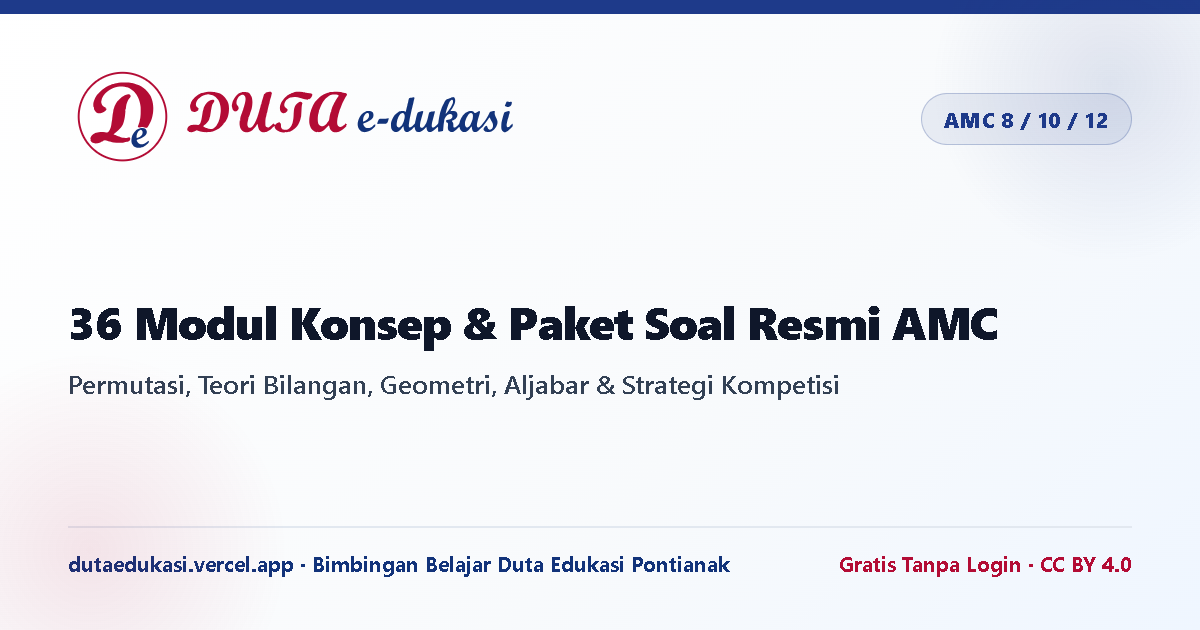 De
DUTA e-dukasi
AMC 8 / 10 / 12
36 Modul Konsep & Paket Soal Resmi AMC
Permutasi, Teori Bilangan, Geometri, Aljabar & Strategi Kompetisi
dutaedukasi.vercel.app · Bimbingan Belajar Duta Edukasi Pontianak
Gratis Tanpa Login · CC BY 4.0